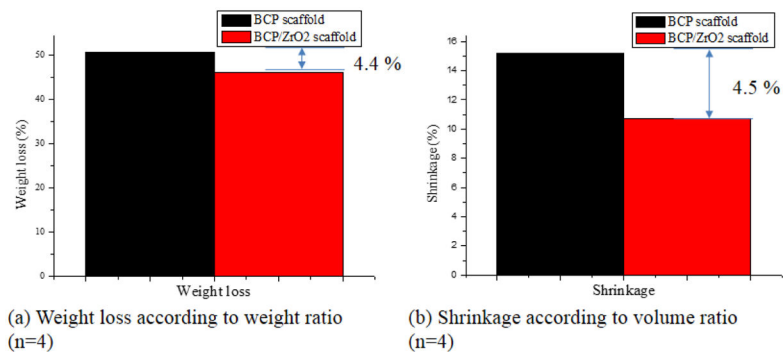 BCP scaffold
BCP/ZrO2 scaffold
4.4 %
50
40
30
20
10
0
Weight loss (%)
Weight loss
(a) Weight loss according to weight ratio
(n=4)
BCP scaffold
BCP/ZrO2 scaffold
4.5 %
16
14
12
10
8
6
4
2
0
Shrinkage (%)
Shrinkage
(b) Shrinkage according to volume ratio
(n=4)